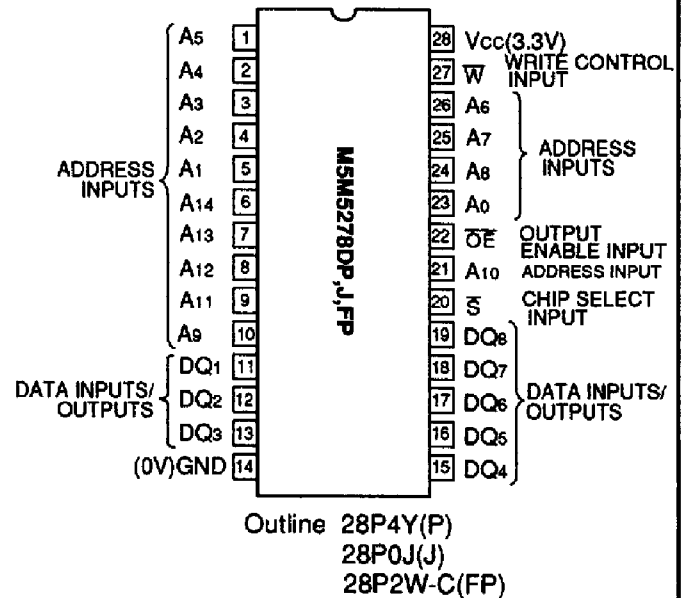 A5 1 28 Vcc(3.3V)
A4 2 27 W̅ WRITE CONTROL
INPUT
A3 3 26 A6
A2 4 25 A7
ADDRESS
INPUTS
A1 5 24 A8
ADDRESS
INPUTS
A14 6 23 A0
A13 7 22 O̅E̅ OUTPUT
ENABLE INPUT
A12 8 21 A10 ADDRESS INPUT
A11 9 20 S̅ CHIP SELECT
INPUT
A9 10 19 DQ8
DQ1 11 18 DQ7
DATA INPUTS/
OUTPUTS
DQ2 12 17 DQ6
DATA INPUTS/
OUTPUTS
DQ3 13 16 DQ5
(0V)GND 14 15 DQ4
M5M5278DP,J,FP
Outline 28P4Y(P)
28P0J(J)
28P2W-C(FP)